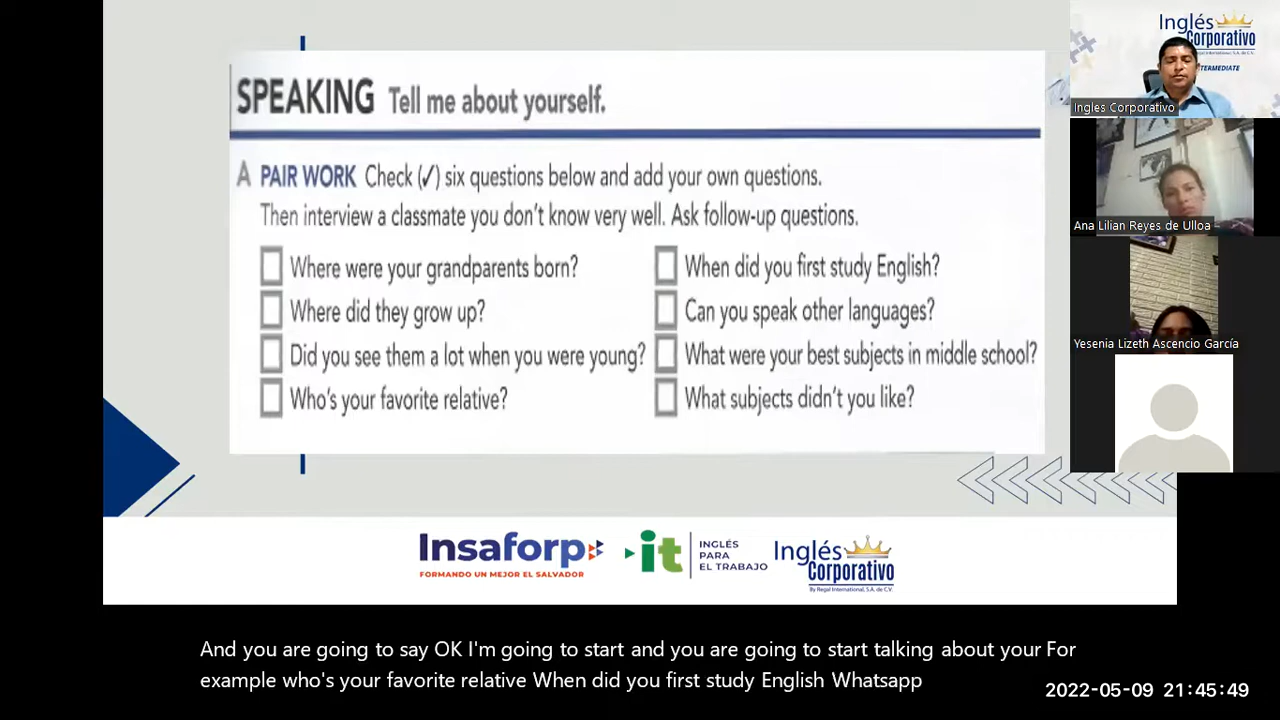 SPEAKING Tell me about yourself.
A PAIR WORK Check (✓) six questions below and add your own questions.
Then interview a classmate you don't know very well. Ask follow-up questions.
Where were your grandparents born?
Where did they grow up?
Did you see them a lot when you were young?
Who's your favorite relative?
When did you first study English?
Can you speak other languages?
What were your best subjects in middle school?
What subjects didn't you like?
Insaforp
FORMANDO UN MEJOR EL SALVADOR
it
INGLÉS
PARA
EL TRABAJO
Inglés
Corporativo
By Regal International, S.A. de C.V.
Inglés
Corporativo
TERMEDIATE
Ingles Corporativo
Ana Lilian Reyes de Ulloa
Yesenia Lizeth Ascencio García
And you are going to say OK I'm going to start and you are going to start talking about your For
example who's your favorite relative When did you first study English Whatsapp
2022-05-09 21:45:49